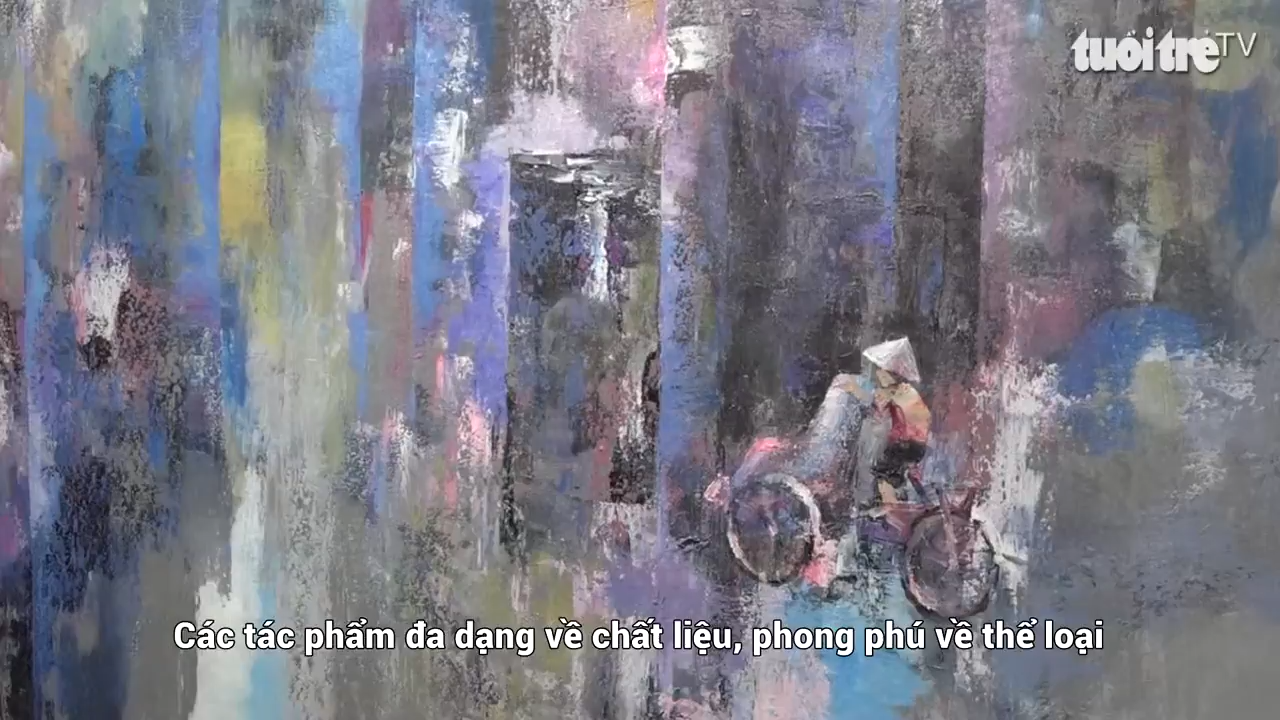 tuổi trẻ TV
Các tác phẩm đa dạng về chất liệu, phong phú về thể loại